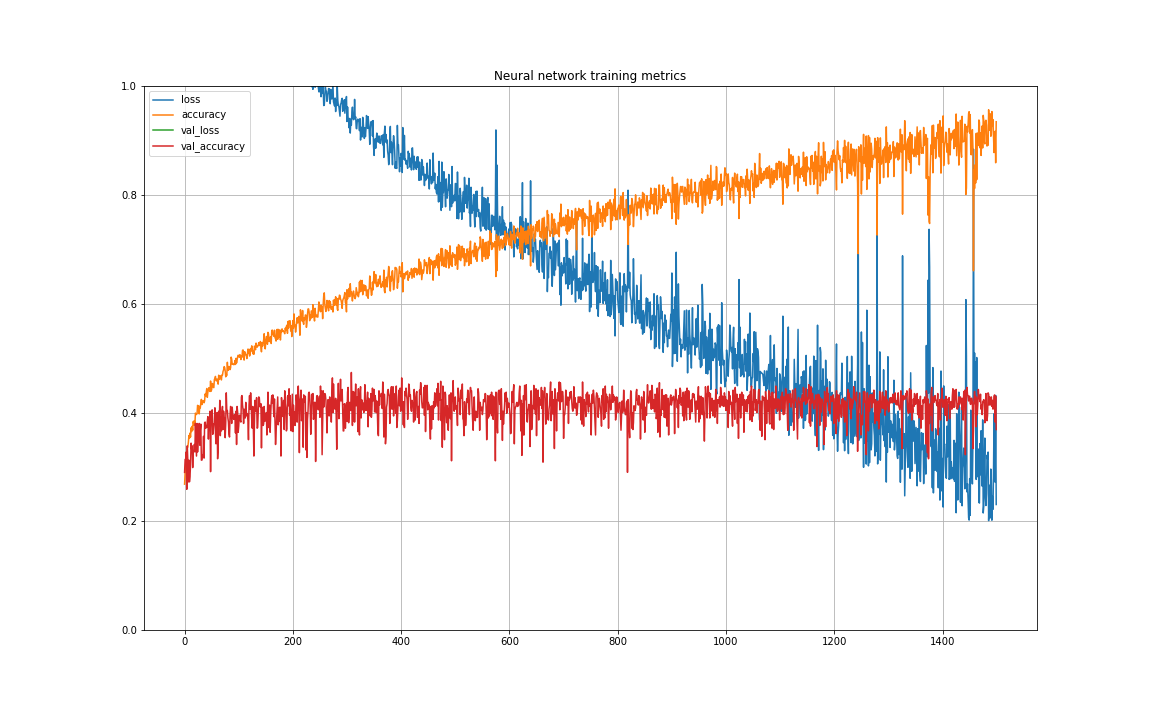 Neural network training metrics
1.0
loss
accuracy
val_loss
val_accuracy
0.8
0.6
0.4
0.2
0.0
0 200 400 600 800 1000 1200 1400